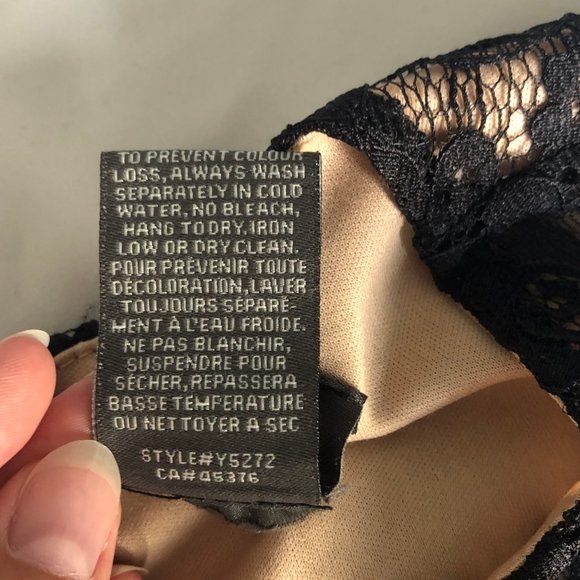 TO PREVENT COLOUR
LOSS, ALWAYS WASH
SEPARATELY IN COLD
WATER, NO BLEACH,
HANG TO DRY, IRON
LOW OR DRY CLEAN.
POUR PRÉVENIR TOUTE
DÉCOLORATION, LAVER
TOUJOURS SÉPARÉ-
MENT À L'EAU FROIDE.
NE PAS BLANCHIR,
SUSPENDRE POUR
SÉCHER, REPASSER A
BASSE TEMPERATURE
OU NETTOYER A SEC
STYLE#Y5272
CA#45376